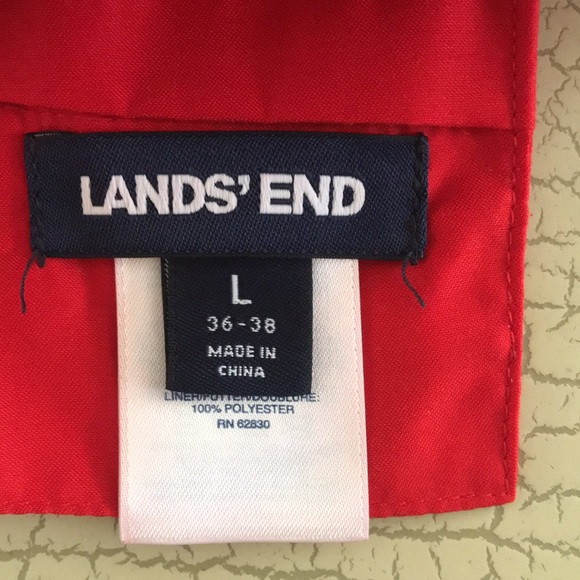 LANDS' END
L
36-38
MADE IN
CHINA
LINER/FUTTER/DOUBLURE:
100% POLYESTER
RN 62830